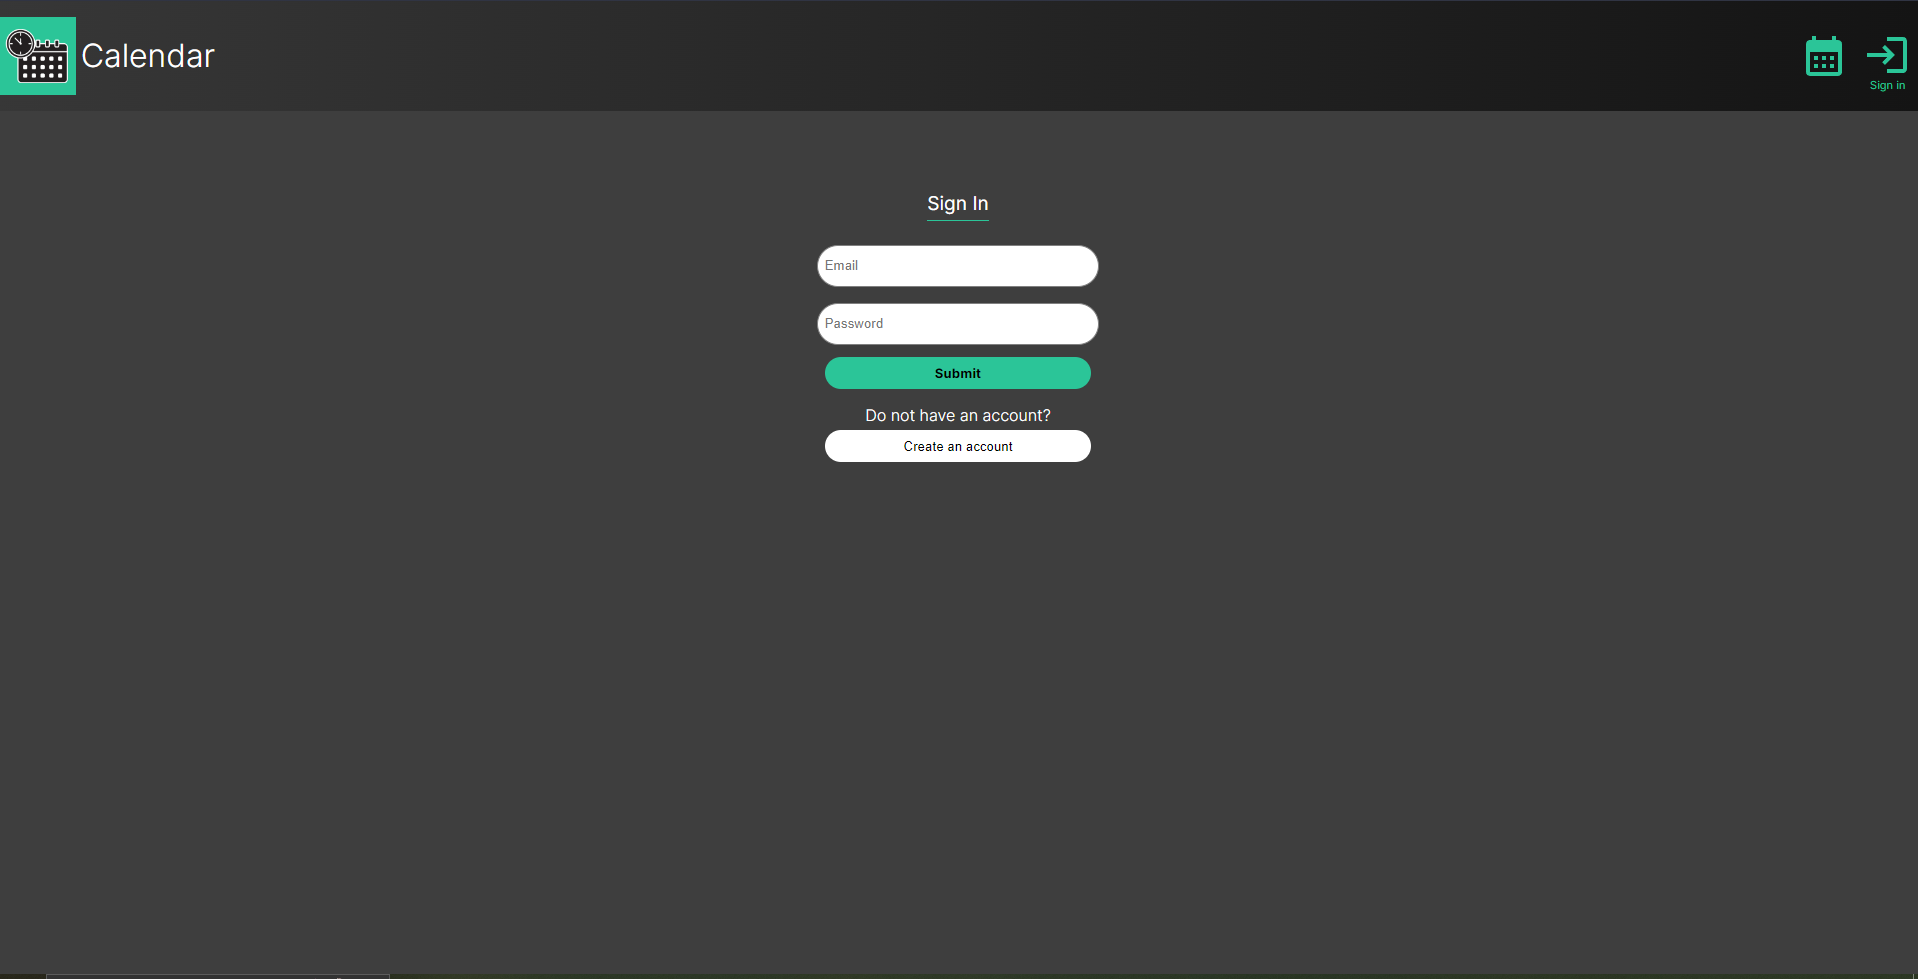 Calendar
Sign in
Sign In
Email
Password
Submit
Do not have an account?
Create an account